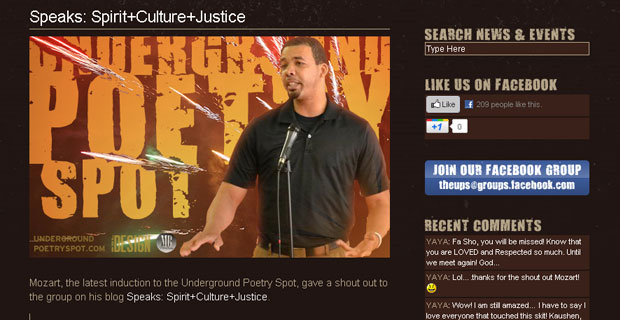 Speaks: Spirit+Culture+Justice
UNDERGROUND
POETRY
SPOT
...UNDERGROUND
POETRYSPOT.COM
DESIGN
Mozart, the latest induction to the Underground Poetry Spot, gave a shout out to
the group on his blog Speaks: Spirit+Culture+Justice.
SEARCH NEWS & EVENTS
Type Here
LIKE US ON FACEBOOK
Like
209 people like this.
+1
0
JOIN OUR FACEBOOK GROUP
theups@groups.facebook.com
RECENT COMMENTS
YAYA: Fa Sho, you will be missed! Know that
you are LOVED and Respected so much. Until
we meet again! God...
YAYA: Lol... .thanks for the shout out Mozart!
YAYA: Wow! I am still amazed... I have to say I
love everyone that touched this skit! Kaushen,